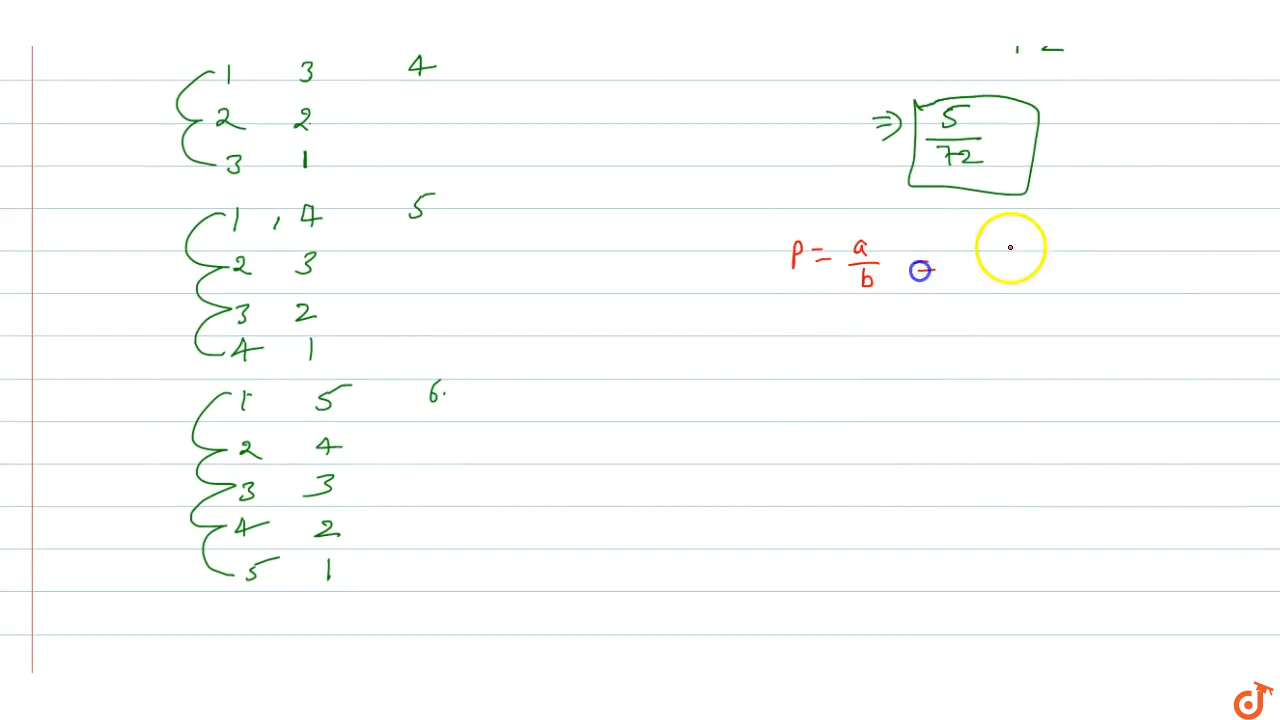 1 3 4
2 2
3 1
1 , 4 5
2 3
3 2
4 1
1 5 6.
2 4
3 3
4 2
5 1
⇒ 5/72
P = a/b =